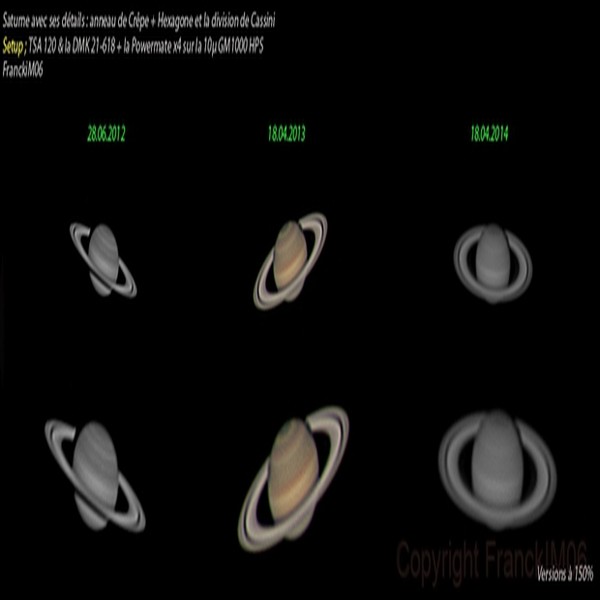 Saturne avec ses détails : anneau de Crêpe + Hexagone et la division de Cassini
Setup ; TSA 120 & la DMK 21-618 + la Powermate x4 sur la 10µ GM1000 HPS
FranckiM06
28.06.2012 18.04.2013 18.04.2014
Copyright FranckIM06
Versions à 150%